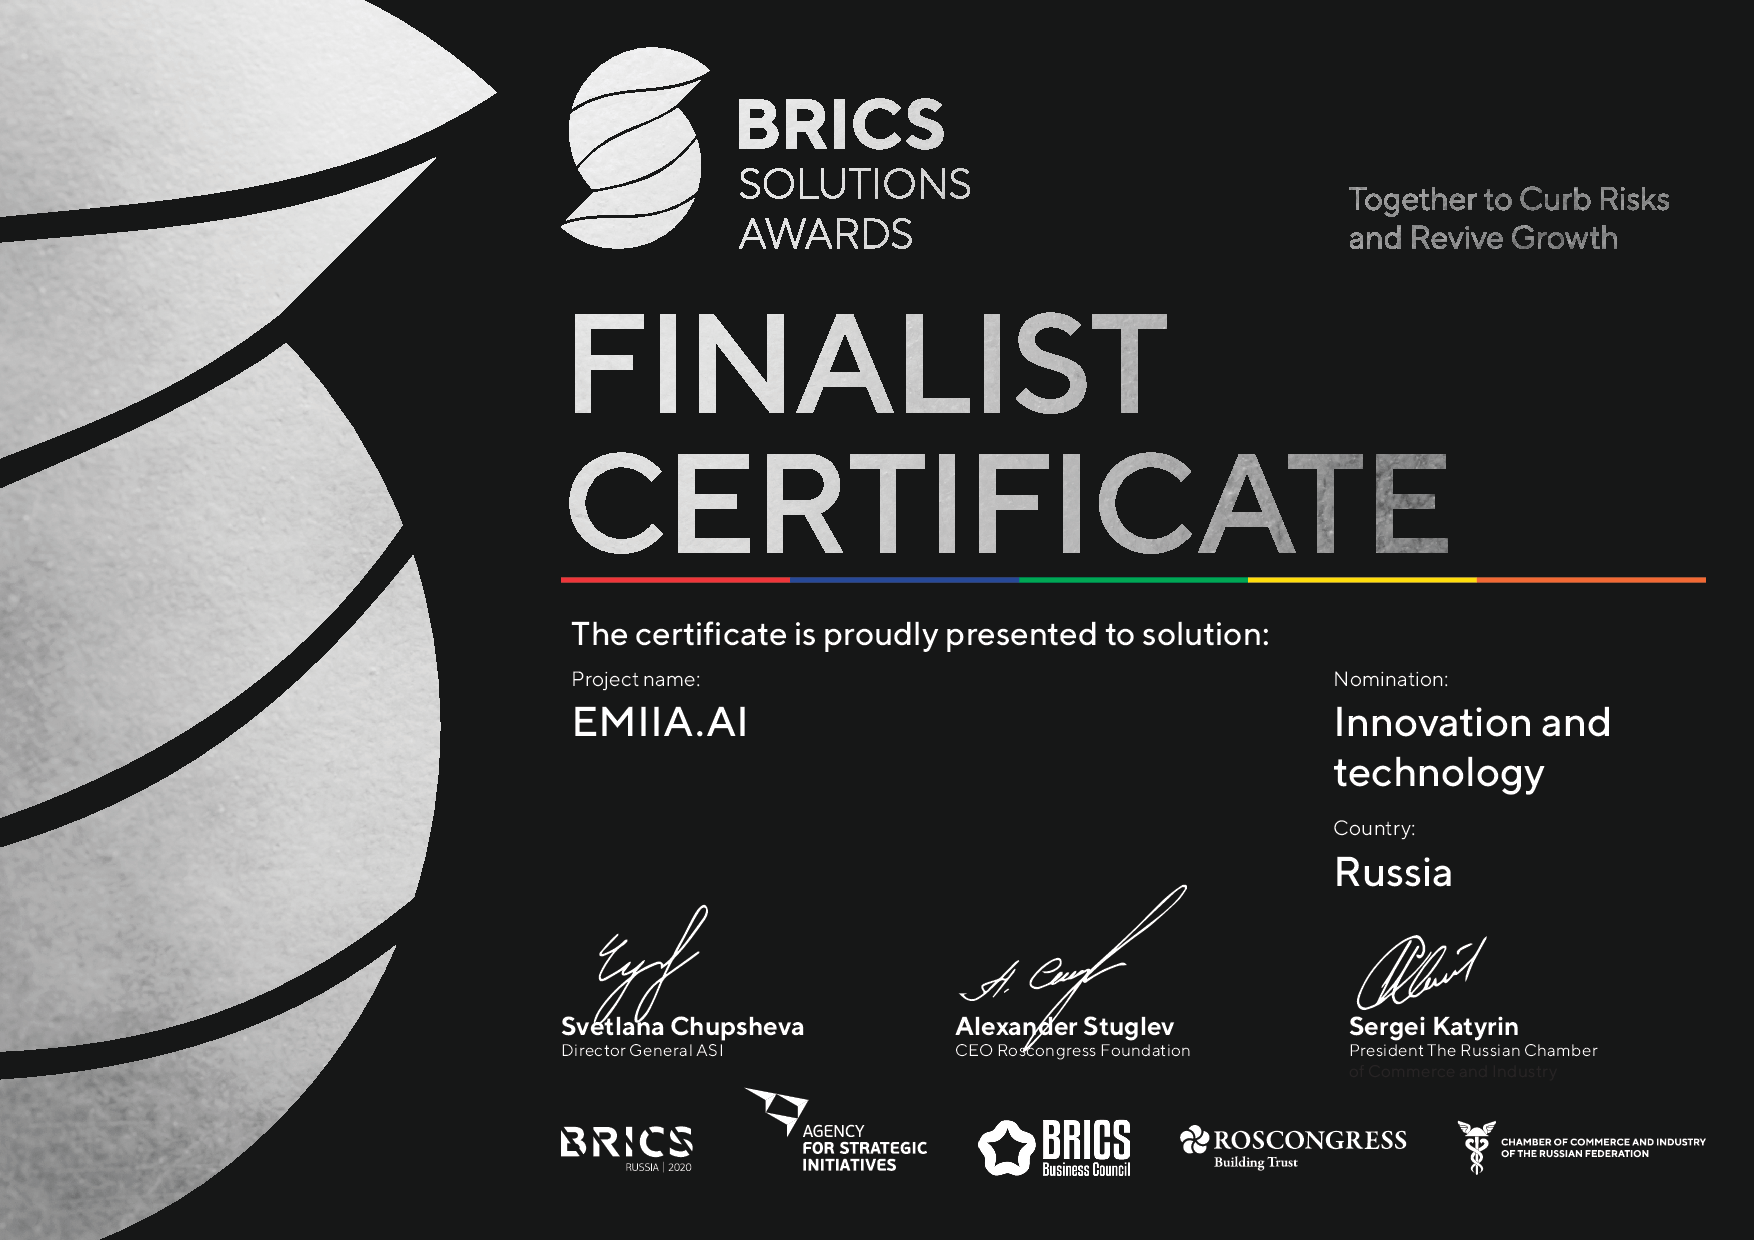 BRICS
SOLUTIONS
AWARDS
Together to Curb Risks
and Revive Growth
FINALIST
CERTIFICATE
The certificate is proudly presented to solution:
Project name:
EMIIA.AI
Nomination:
Innovation and
technology
Country:
Russia
Svetlana Chupsheva
Director General ASI
Alexander Stuglev
CEO Roscongress Foundation
Sergei Katyrin
President The Russian Chamber
of Commerce and Industry
BRICS
RUSSIA | 2020
AGENCY
FOR STRATEGIC
INITIATIVES
BRICS
Business Council
ROSCONGRESS
Building Trust
CHAMBER OF COMMERCE AND INDUSTRY
OF THE RUSSIAN FEDERATION